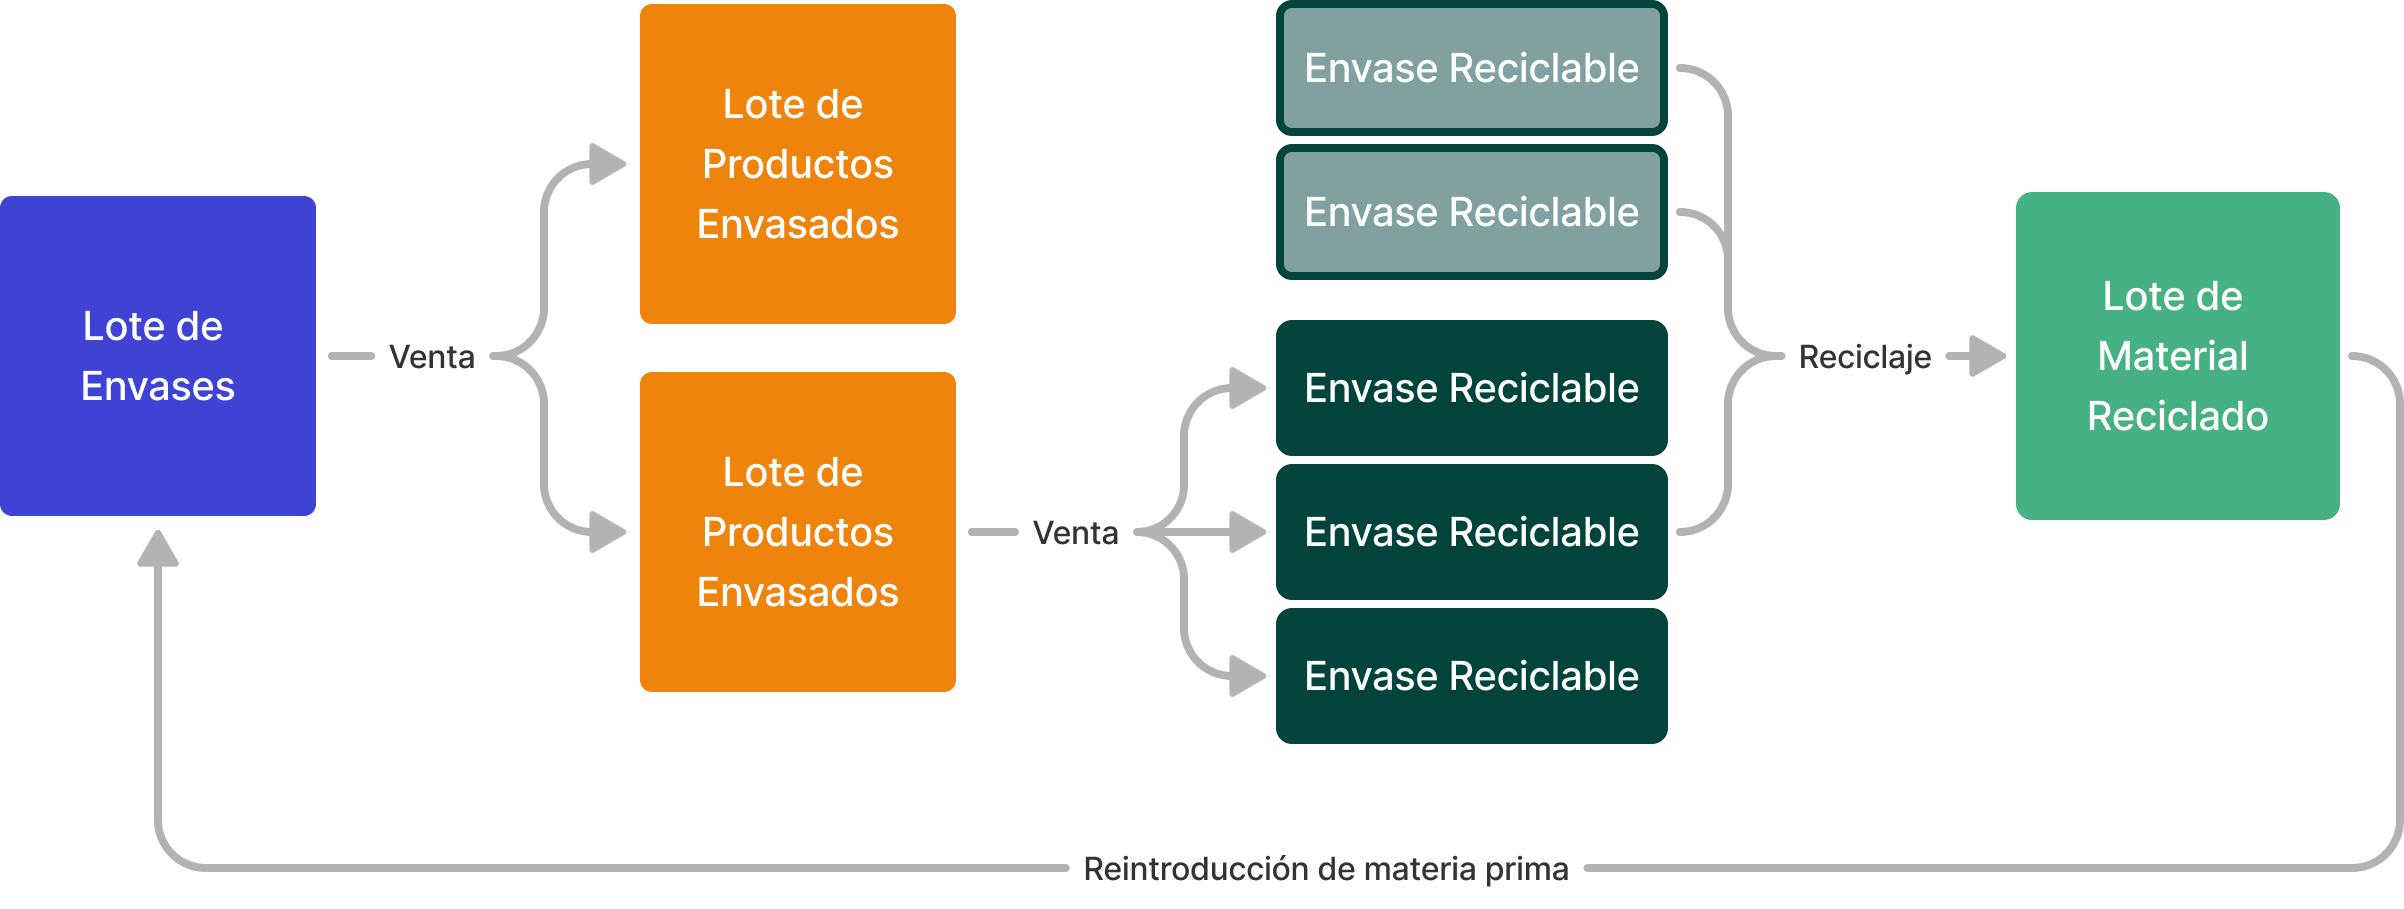 Lote de
Envases
Venta
Lote de
Productos
Envasados
Lote de
Productos
Envasados
Venta
Envase Reciclable
Envase Reciclable
Envase Reciclable
Envase Reciclable
Envase Reciclable
Reciclaje
Lote de
Material
Reciclado
Reintroducción de materia prima